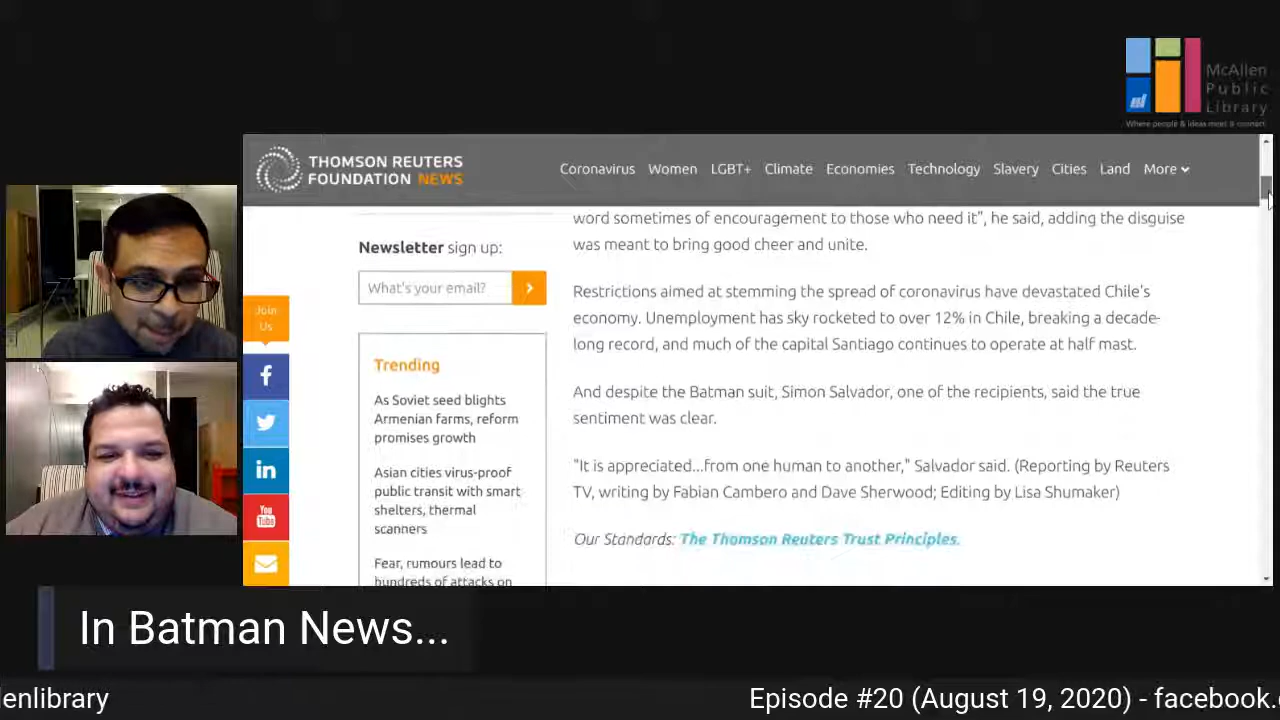 McAllen
Public
Library
Where people & ideas meet & connect
THOMSON REUTERS
FOUNDATION NEWS
Coronavirus Women LGBT+ Climate Economies Technology Slavery Cities Land More
word sometimes of encouragement to those who need it", he said, adding the disguise
was meant to bring good cheer and unite.
Newsletter sign up:
What's your email?
Restrictions aimed at stemming the spread of coronavirus have devastated Chile's
economy. Unemployment has sky rocketed to over 12% in Chile, breaking a decade-
long record, and much of the capital Santiago continues to operate at half mast.
Join
Us
Trending
As Soviet seed blights
Armenian farms, reform
promises growth
Asian cities virus-proof
public transit with smart
shelters, thermal
scanners
Fear, rumours lead to
hundreds of attacks on
And despite the Batman suit, Simon Salvador, one of the recipients, said the true
sentiment was clear.
"It is appreciated...from one human to another," Salvador said. (Reporting by Reuters
TV, writing by Fabian Cambero and Dave Sherwood; Editing by Lisa Shumaker)
Our Standards: The Thomson Reuters Trust Principles.
You
Tube
In Batman News...
lenlibrary
Episode #20 (August 19, 2020) - facebook.